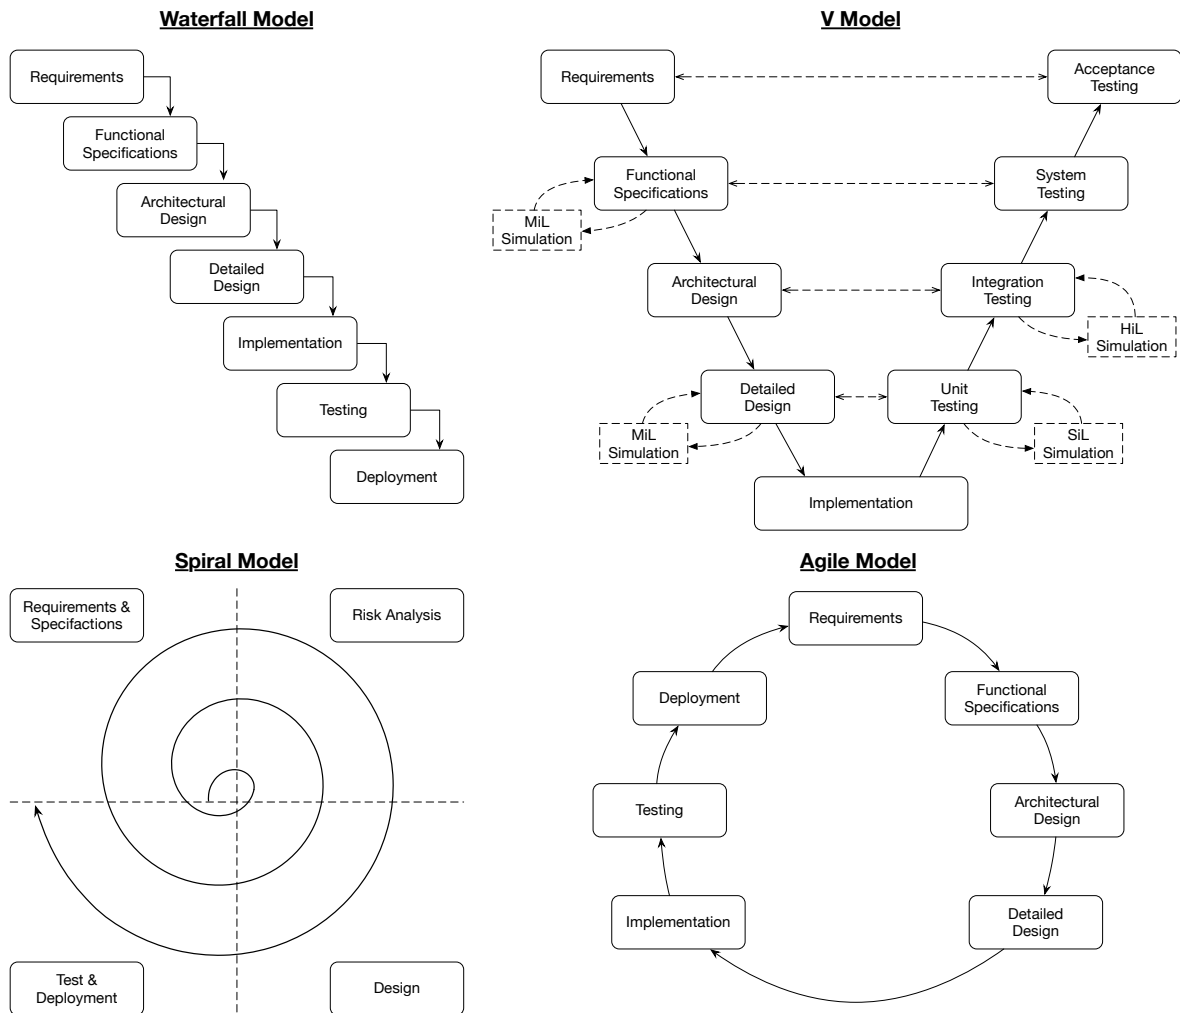 Waterfall Model
Requirements
Functional
Specifications
Architectural
Design
Detailed
Design
Implementation
Testing
Deployment
V Model
Requirements
Acceptance
Testing
Functional
Specifications
System
Testing
MiL
Simulation
Architectural
Design
Integration
Testing
HiL
Simulation
Detailed
Design
Unit
Testing
MiL
Simulation
SiL
Simulation
Implementation
Spiral Model
Requirements &
Specifactions
Risk Analysis
Test &
Deployment
Design
Agile Model
Requirements
Functional
Specifications
Architectural
Design
Detailed
Design
Implementation
Testing
Deployment